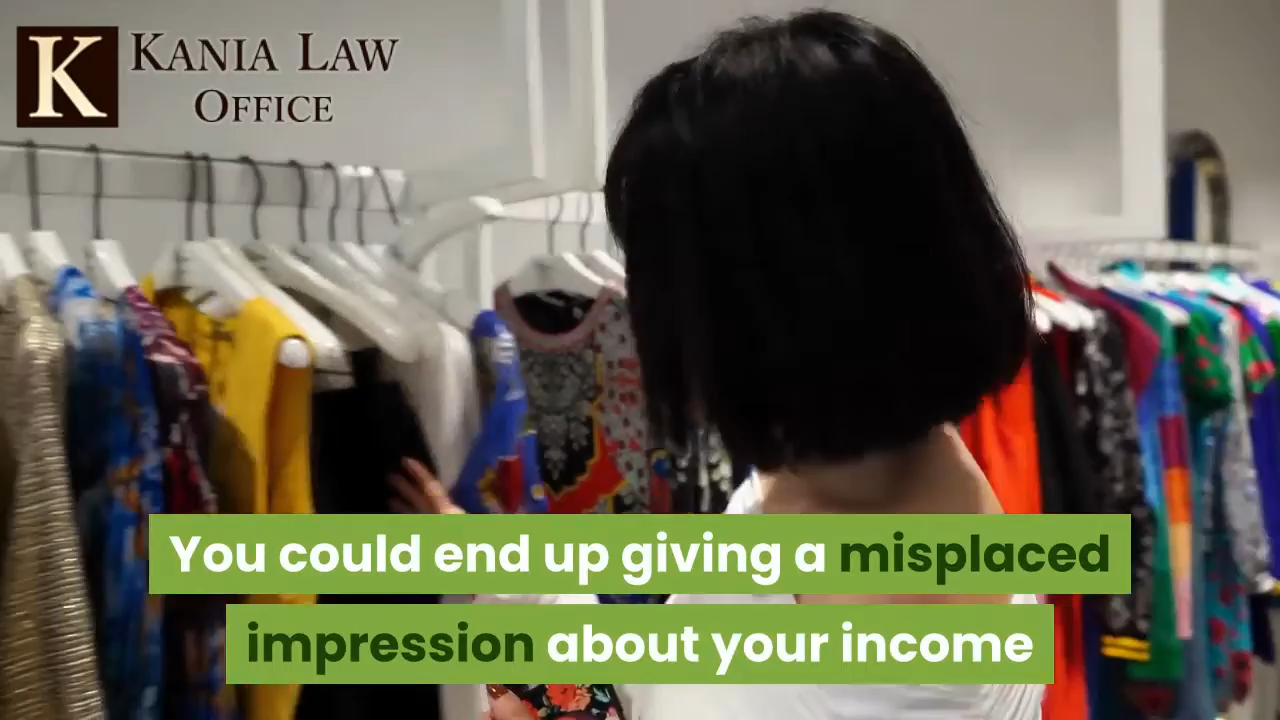 K
KANIA LAW
OFFICE
You could end up giving a misplaced
impression about your income